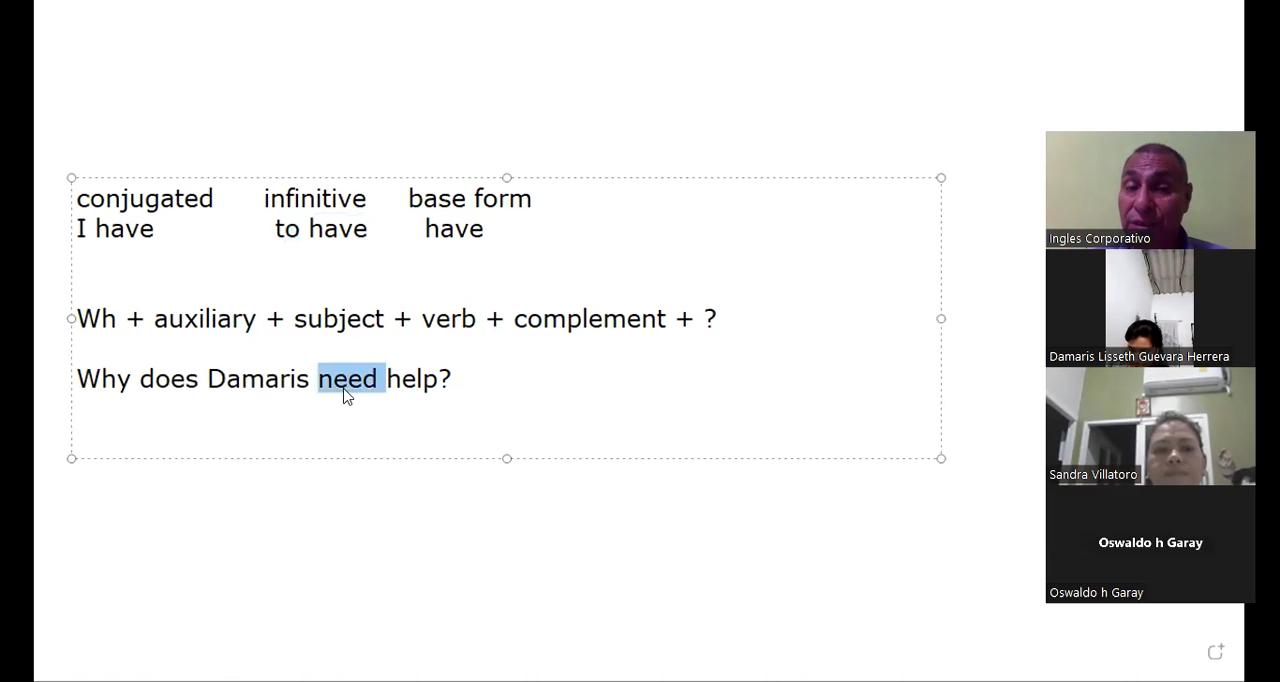 conjugated infinitive base form
I have to have have
Wh + auxiliary + subject + verb + complement + ?
Why does Damaris need help?
Ingles Corporativo
Damaris Lisseth Guevara Herrera
Sandra Villatoro
Oswaldo h Garay
Oswaldo h Garay